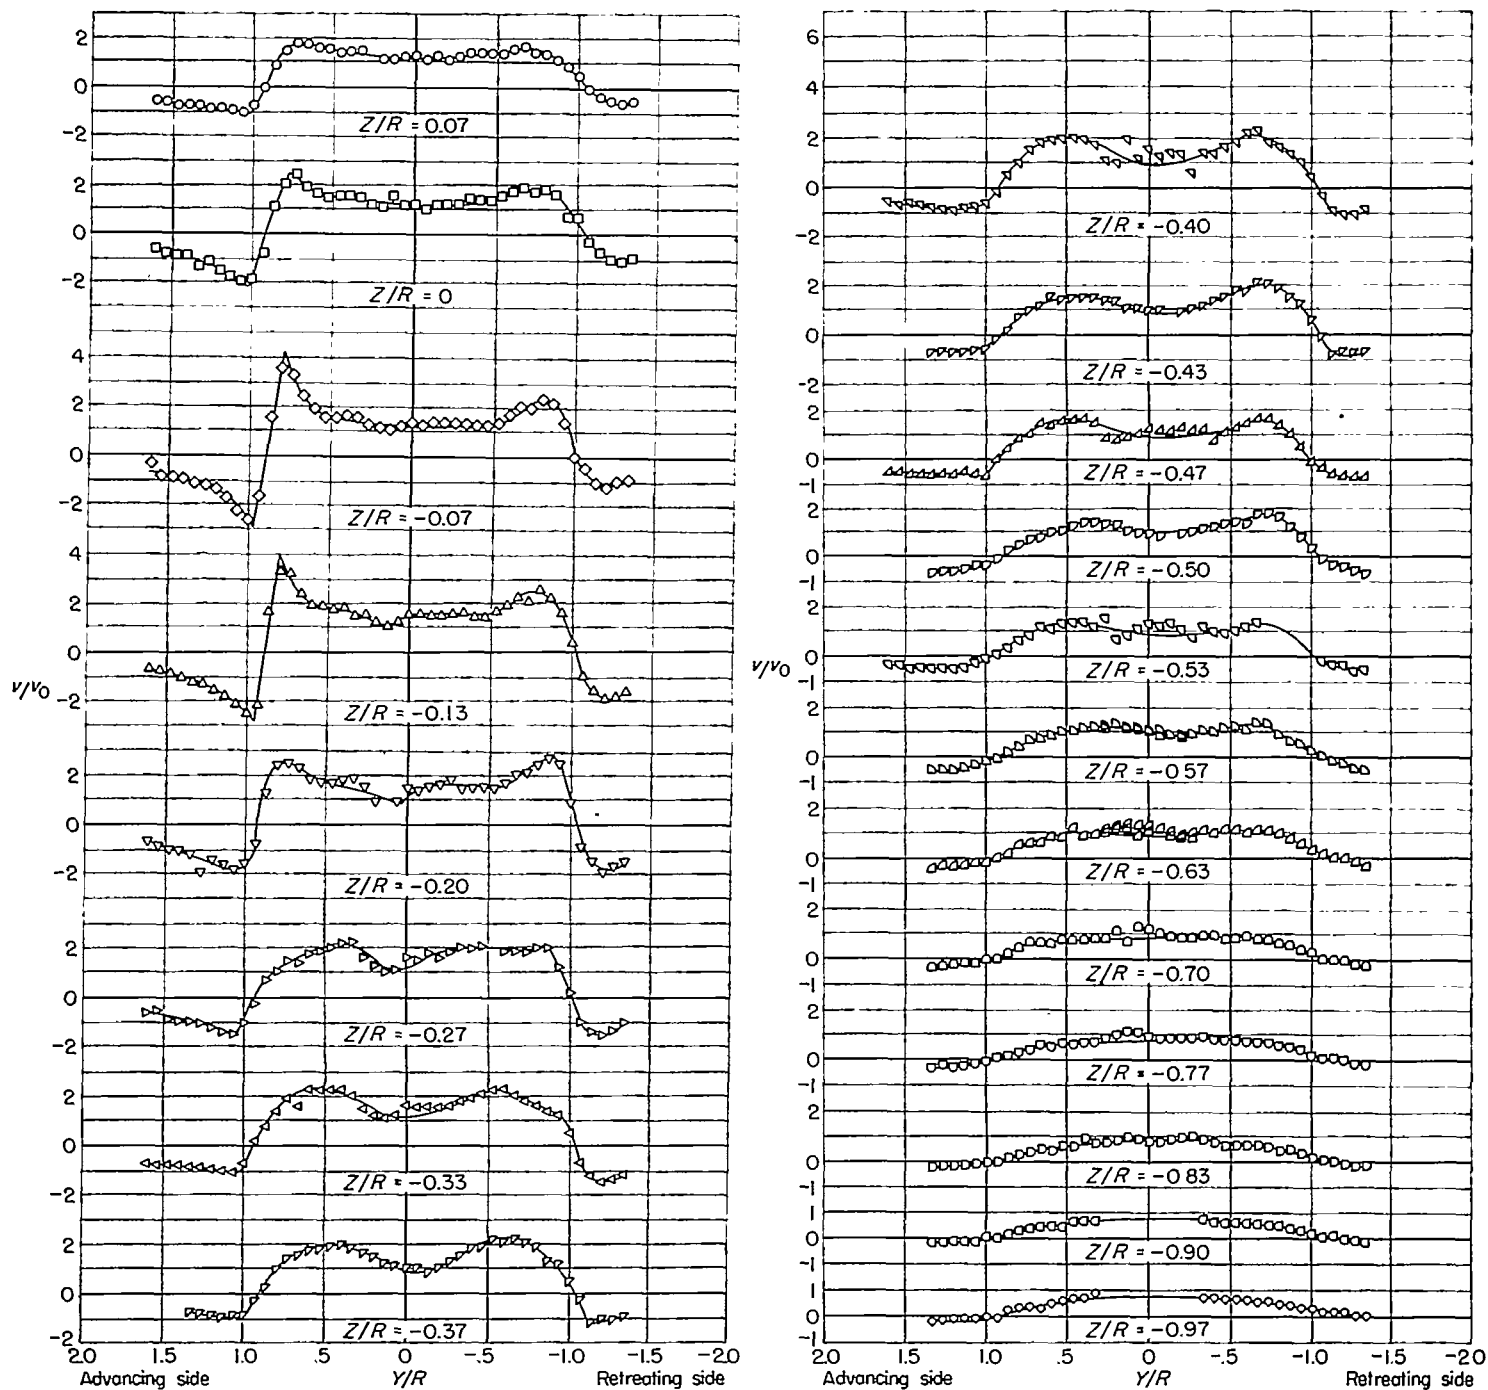 2
0
-2
Z/R = 0.07
2
0
-2
Z/R = 0
4
2
0
-2
Z/R = -0.07
4
2
0
-2
Z/R = -0.13
v/v0
2
0
-2
Z/R = -0.20
2
0
-2
Z/R = -0.27
2
0
-2
Z/R = -0.33
2
0
-2
Z/R = -0.37
2.0 1.5 1.0 .5 0 -.5 -1.0 -1.5 -2.0
Advancing side Y/R Retreating side
6
4
2
0
-2
Z/R = -0.40
2
0
-2
Z/R = -0.43
2
0
-1
Z/R = -0.47
2
0
-1
Z/R = -0.50
2
0
-1
Z/R = -0.53
v/v0
2
0
-1
Z/R = -0.57
2
0
-1
Z/R = -0.63
2
0
-1
Z/R = -0.70
2
0
-1
Z/R = -0.77
2
0
-1
Z/R = -0 83
1
0
-1
Z/R = -0.90
1
0
-1
Z/R = -0.97
2.0 1.5 1.0 .5 0 -.5 -1.0 -1.5 -2.0
Advancing side Y/R Retreating side